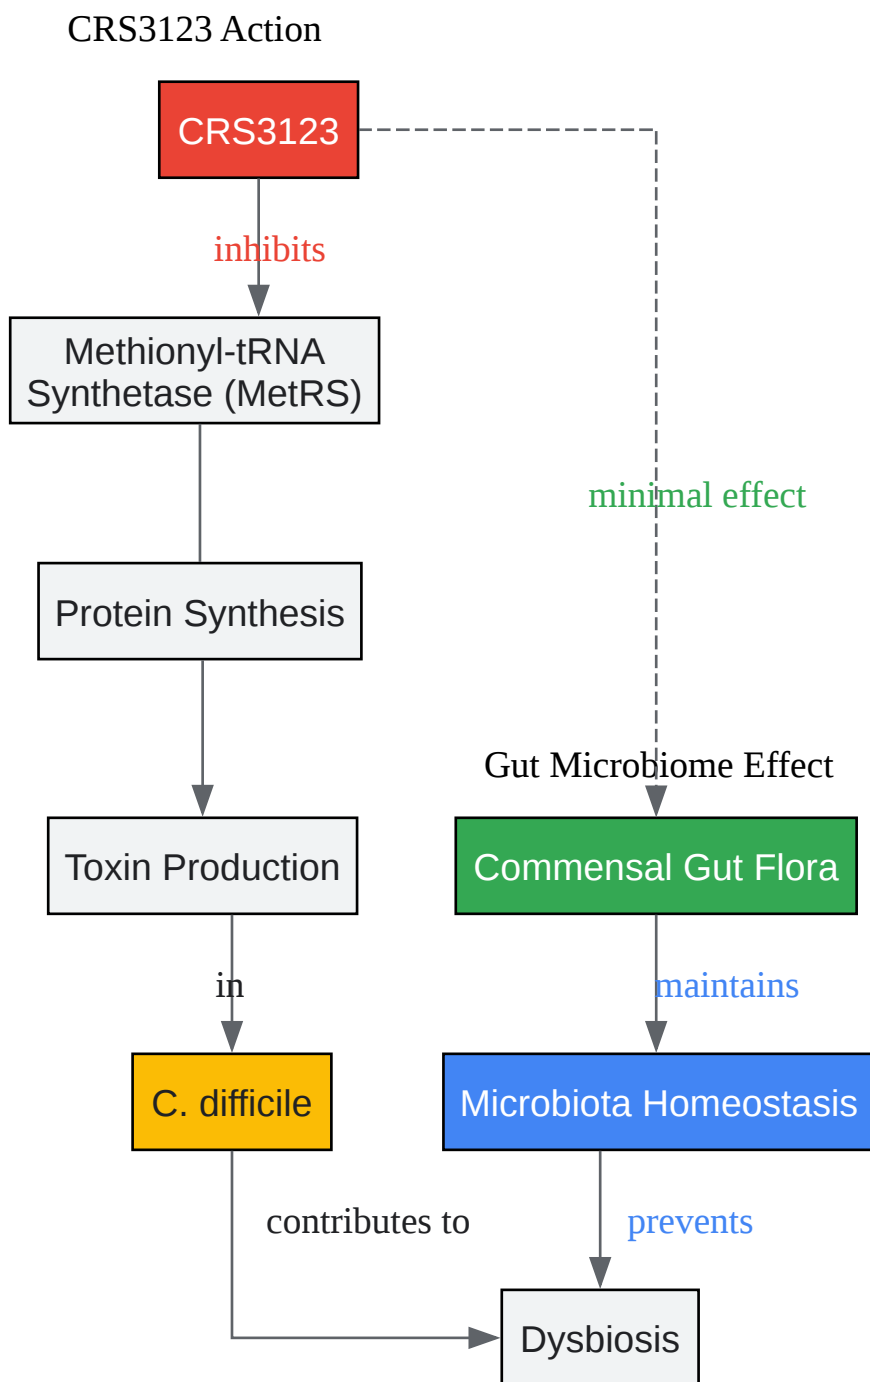 CRS3123 Action
CRS3123
inhibits
Methionyl-tRNA
Synthetase (MetRS)
minimal effect
Protein Synthesis
Gut Microbiome Effect
Toxin Production
Commensal Gut Flora
in
maintains
C. difficile
Microbiota Homeostasis
contributes to
prevents
Dysbiosis